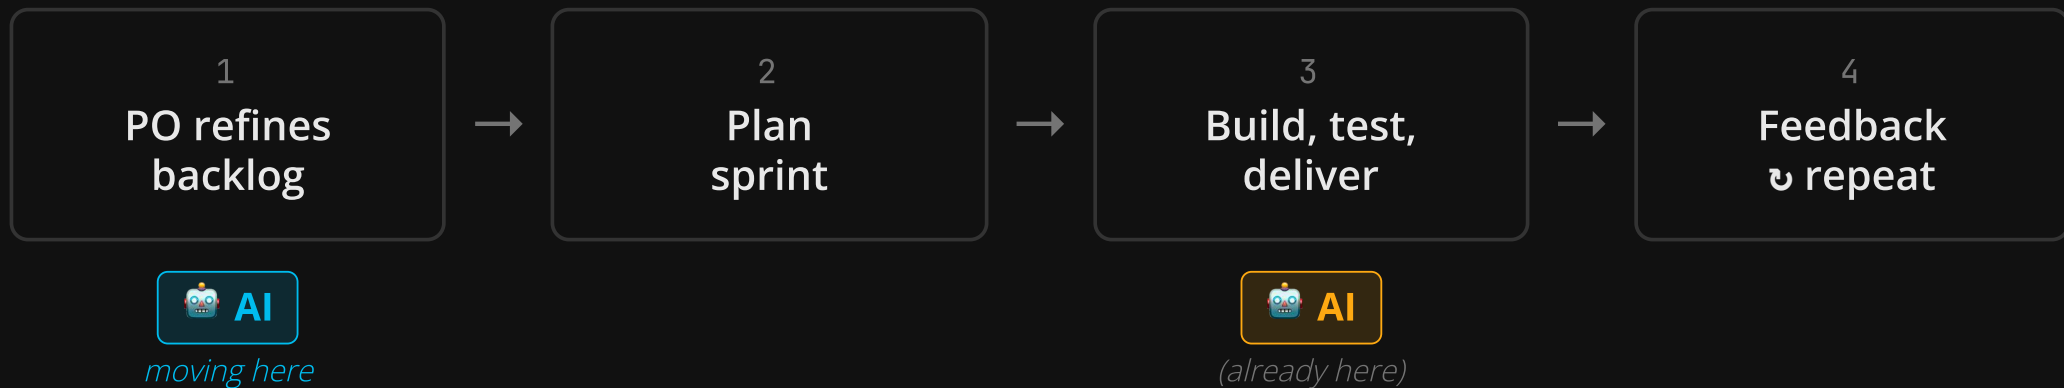 1
PO refines
backlog
2
Plan
sprint
3
Build, test,
deliver
4
Feedback
↻ repeat
AI
moving here
AI
(already here)